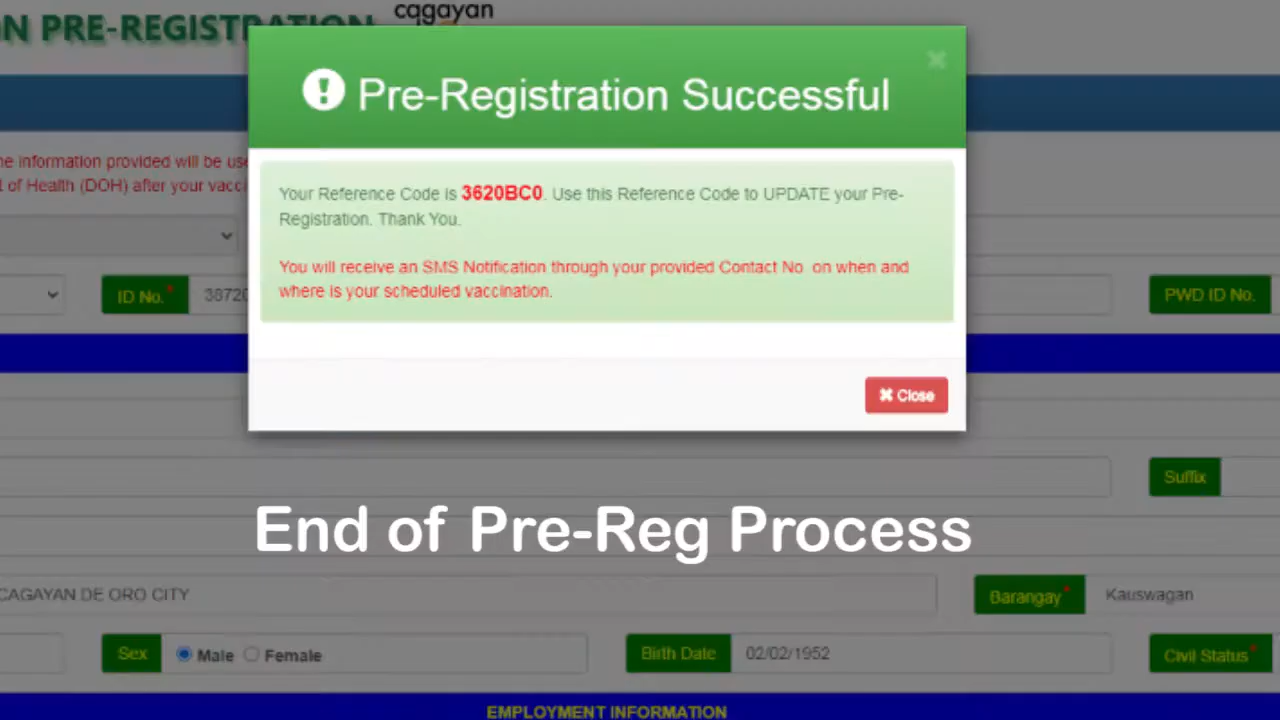 cagayan
N PRE-REGISTRATION
Pre-Registration Successful
he information provided will be use
t of Health (DOH) after your vacci
Your Reference Code is 3620BC0. Use this Reference Code to UPDATE your Pre-
Registration. Thank You.
You will receive an SMS Notification through your provided Contact No. on when and
where is your scheduled vaccination.
ID No.* 38720
PWD ID No.
Close
Suffix
End of Pre-Reg Process
CAGAYAN DE ORO CITY
Barangay* Kauswagan
Sex Male Female
Birth Date 02/02/1952
Civil Status*
EMPLOYMENT INFORMATION